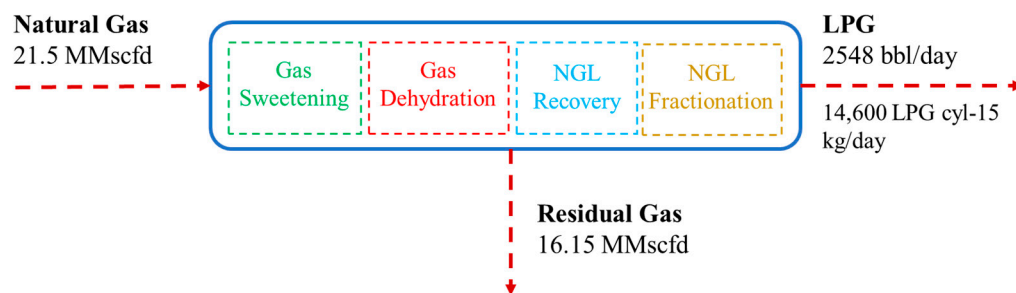 Natural Gas
21.5 MMscfd
Gas
Sweetening
Gas
Dehydration
NGL
Recovery
NGL
Fractionation
LPG
2548 bbl/day
14,600 LPG cyl-15
kg/day
Residual Gas
16.15 MMscfd